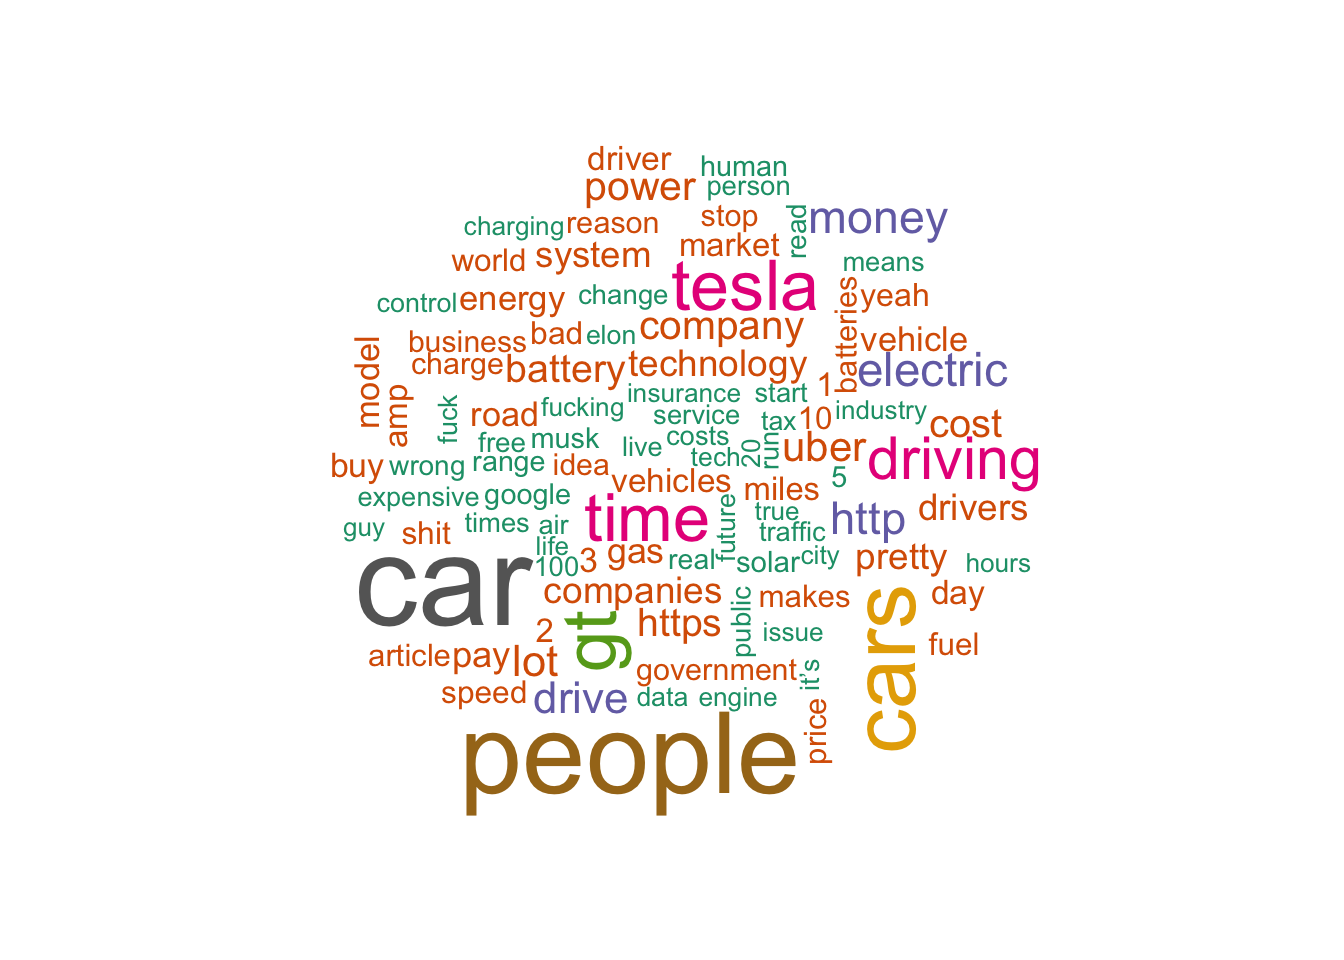 driver
human
power
person
charging
reason
stop
read
money
world
system
market
means
control
energy
change
tesla
batteries
yeah
business
bad
elon
company
vehicle
model
charge
battery
technology
1
electric
amp
fuck
road
fucking
insurance
start
service
tax
10
industry
cost
free
musk
live
costs
tech
20
run
uber
driving
buy
wrong
range
idea
vehicles
miles
5
expensive
google
time
future
true
http
drivers
guy
shit
times
air
traffic
life
car
100
3
gas
real
solar
city
pretty
hours
companies
public
makes
cars
day
2
gt
https
issue
fuel
article
pay
lot
government
it's
speed
drive
data
engine
price
people